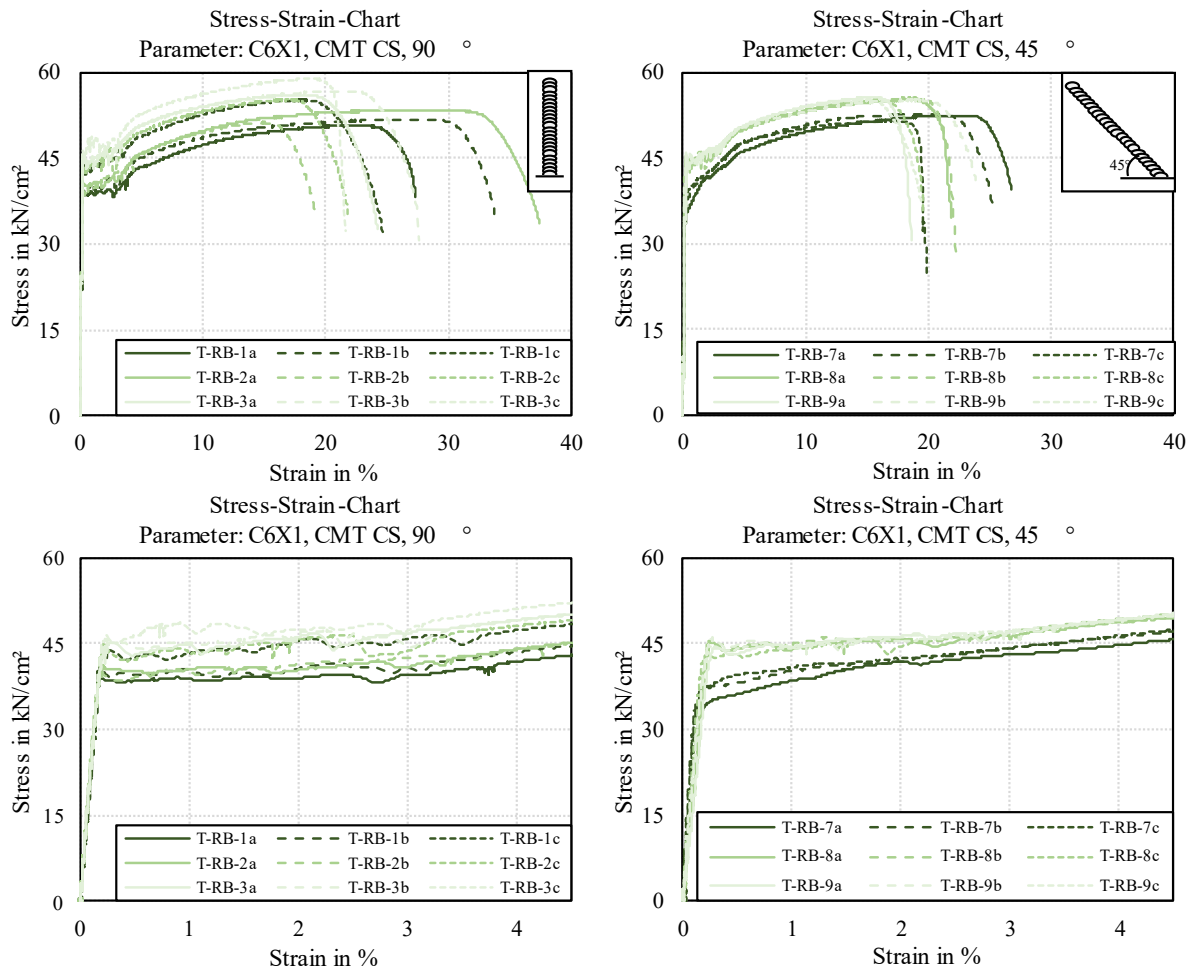 Stress-Strain-Chart
Parameter: C6X1, CMT CS, 90 °
60
45
30
15
0
Stress in kN/cm²
T-RB-1a T-RB-1b T-RB-1c
T-RB-2a T-RB-2b T-RB-2c
T-RB-3a T-RB-3b T-RB-3c
0 10 20 30 40
Strain in %
Stress-Strain-Chart
Parameter: C6X1, CMT CS, 45 °
60
45
30
15
0
Stress in kN/cm²
45°
T-RB-7a T-RB-7b T-RB-7c
T-RB-8a T-RB-8b T-RB-8c
T-RB-9a T-RB-9b T-RB-9c
0 10 20 30 40
Strain in %
Stress-Strain-Chart
Parameter: C6X1, CMT CS, 90 °
60
45
30
15
0
Stress in kN/cm²
T-RB-1a T-RB-1b T-RB-1c
T-RB-2a T-RB-2b T-RB-2c
T-RB-3a T-RB-3b T-RB-3c
0 1 2 3 4
Strain in %
Stress-Strain-Chart
Parameter: C6X1, CMT CS, 45 °
60
45
30
15
0
Stress in kN/cm²
T-RB-7a T-RB-7b T-RB-7c
T-RB-8a T-RB-8b T-RB-8c
T-RB-9a T-RB-9b T-RB-9c
0 1 2 3 4
Strain in %